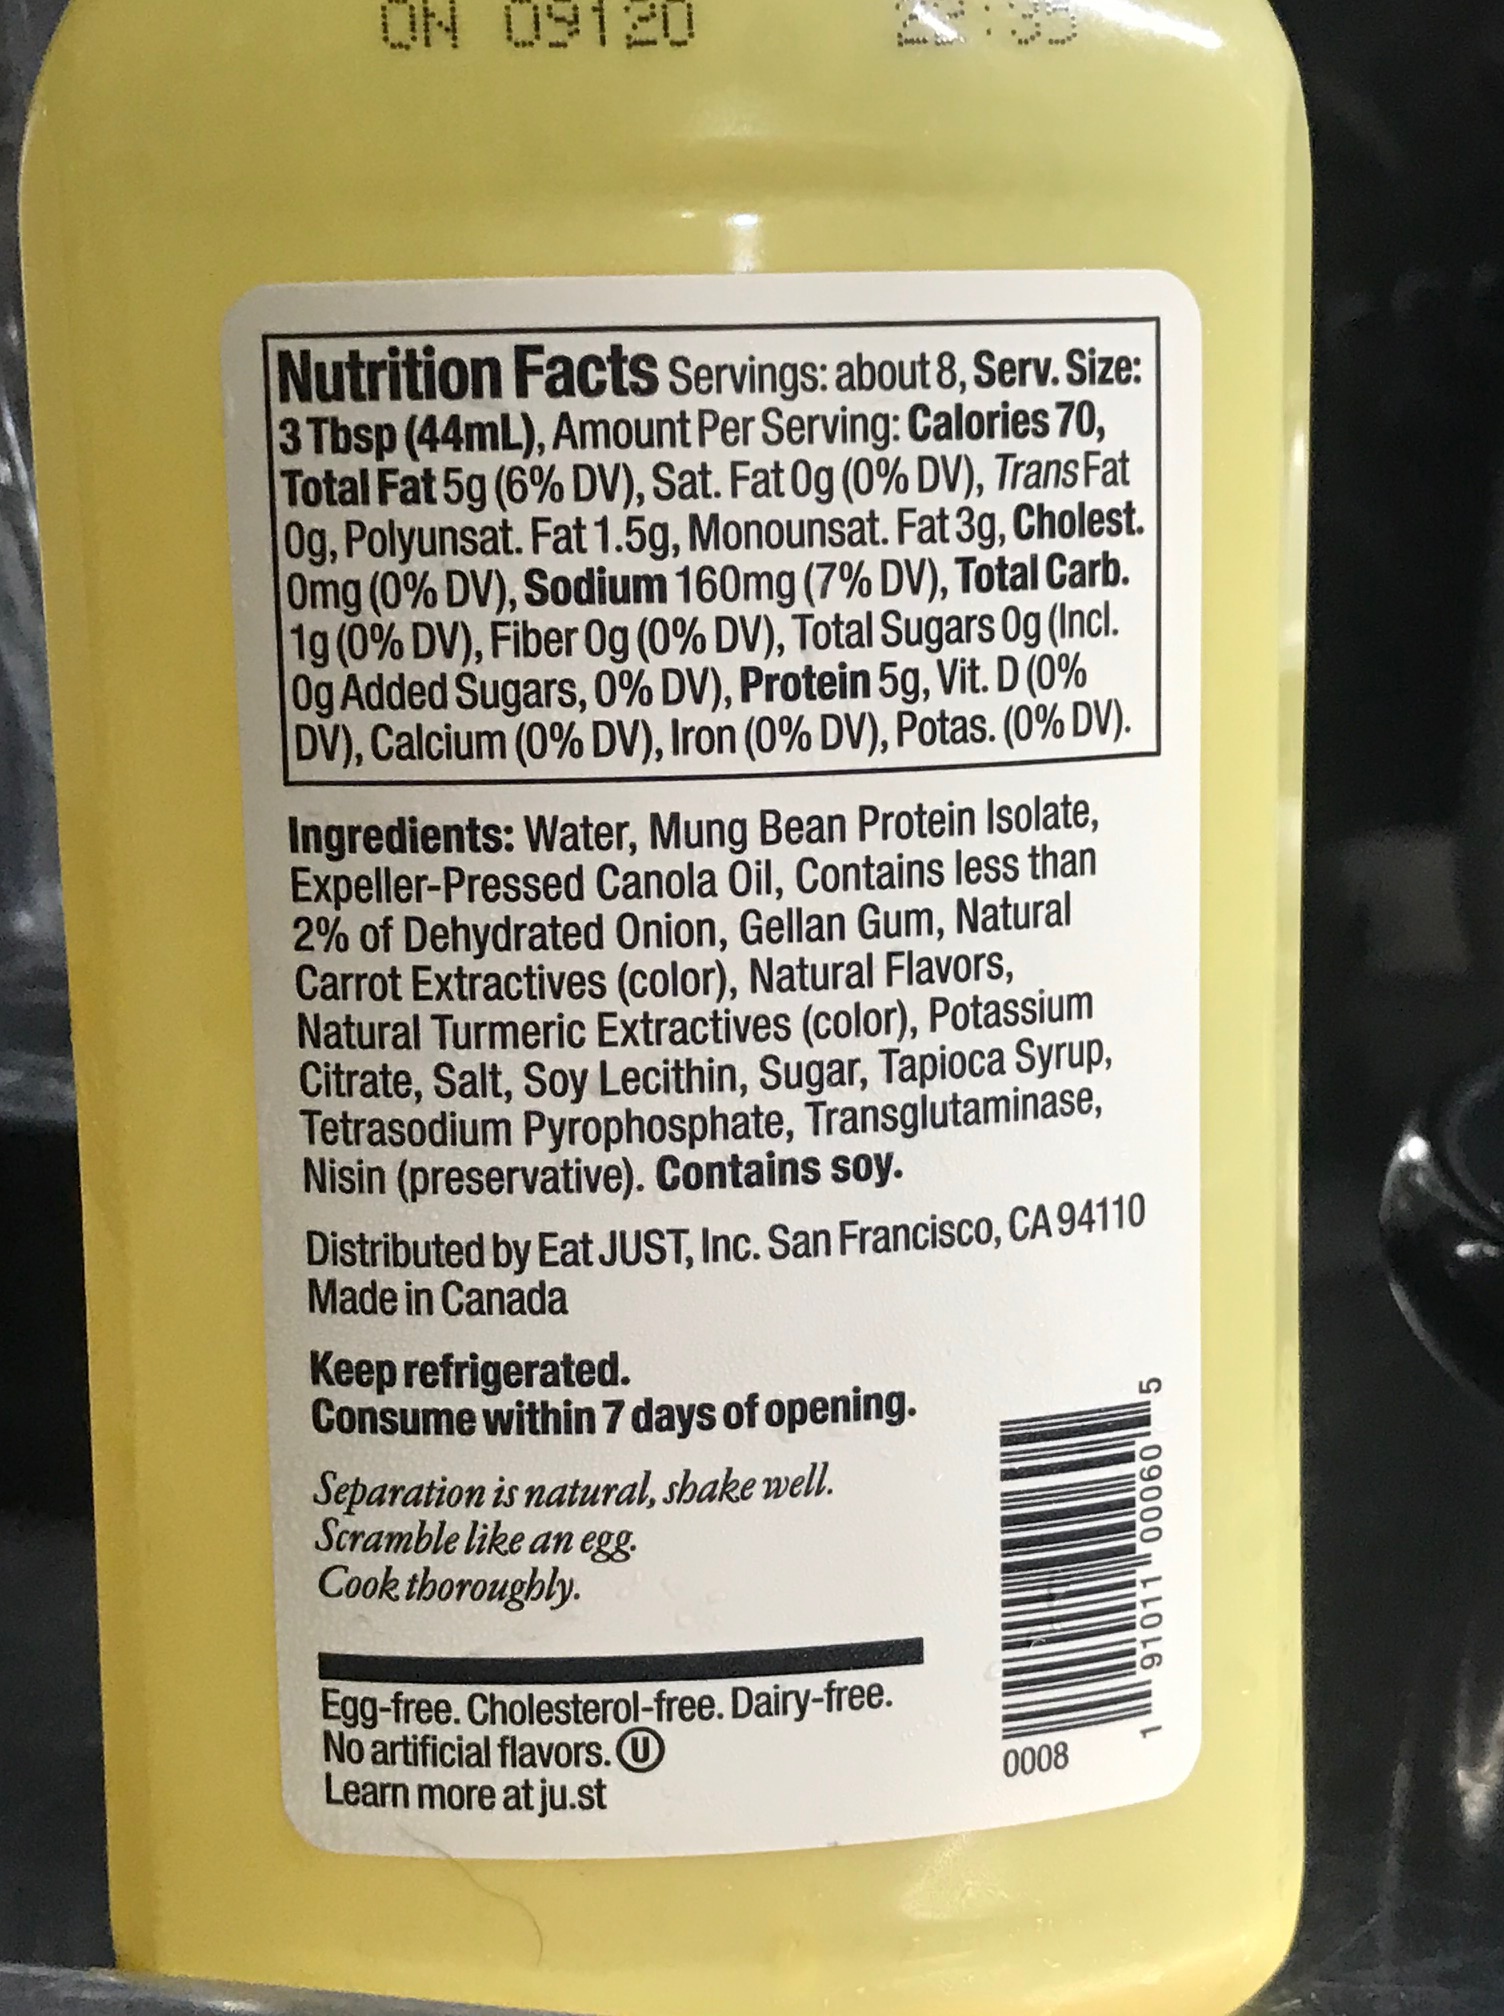 ON 09120 22:35
Nutrition Facts Servings: about 8, Serv. Size:
3 Tbsp (44mL), Amount Per Serving: Calories 70,
Total Fat 5g (6% DV), Sat. Fat 0g (0% DV), Trans Fat
0g, Polyunsat. Fat 1.5g, Monounsat. Fat 3g, Cholest.
0mg (0% DV), Sodium 160mg (7% DV), Total Carb.
1g (0% DV), Fiber 0g (0% DV), Total Sugars 0g (Incl.
0g Added Sugars, 0% DV), Protein 5g, Vit. D (0%
DV), Calcium (0% DV), Iron (0% DV), Potas. (0% DV).
Ingredients: Water, Mung Bean Protein Isolate,
Expeller-Pressed Canola Oil, Contains less than
2% of Dehydrated Onion, Gellan Gum, Natural
Carrot Extractives (color), Natural Flavors,
Natural Turmeric Extractives (color), Potassium
Citrate, Salt, Soy Lecithin, Sugar, Tapioca Syrup,
Tetrasodium Pyrophosphate, Transglutaminase,
Nisin (preservative). Contains soy.
Distributed by Eat JUST, Inc. San Francisco, CA 94110
Made in Canada
Keep refrigerated.
Consume within 7 days of opening.
Separation is natural, shake well.
Scramble like an egg.
Cook thoroughly.
Egg-free. Cholesterol-free. Dairy-free.
No artificial flavors. Ⓤ
Learn more at ju.st
1 91011 00060 5
0008